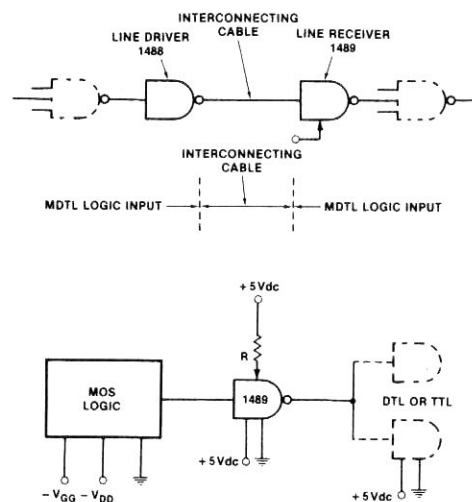 INTERCONNECTING
CABLE
LINE DRIVER
1488
LINE RECEIVER
1489
INTERCONNECTING
CABLE
MDTL LOGIC INPUT
MDTL LOGIC INPUT
+5Vdc
R
MOS
LOGIC
1489
DTL OR TTL
-VGG -VDD
+5Vdc
+5Vdc